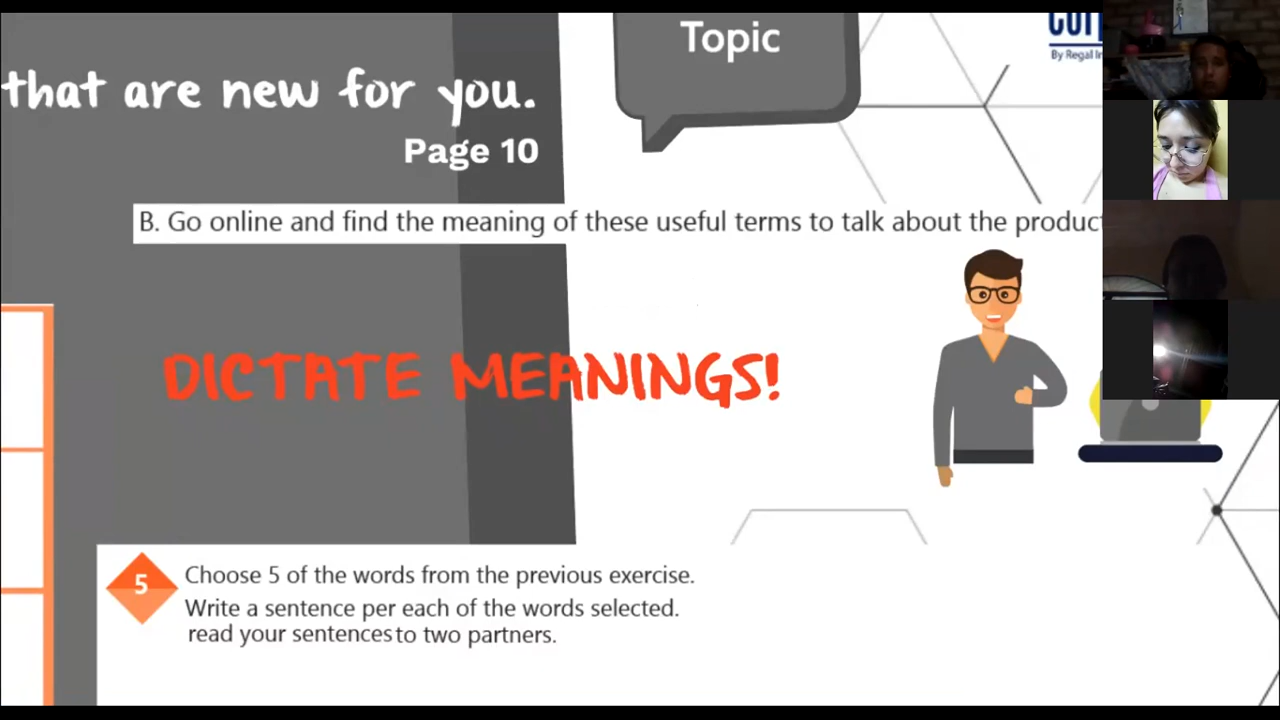 that are new for you.
Page 10
Topic
By Regal
B. Go online and find the meaning of these useful terms to talk about the
DICTATE MEANINGS!
5
Choose 5 of the words from the previous exercise.
Write a sentence per each of the words selected.
read your sentences to two partners.